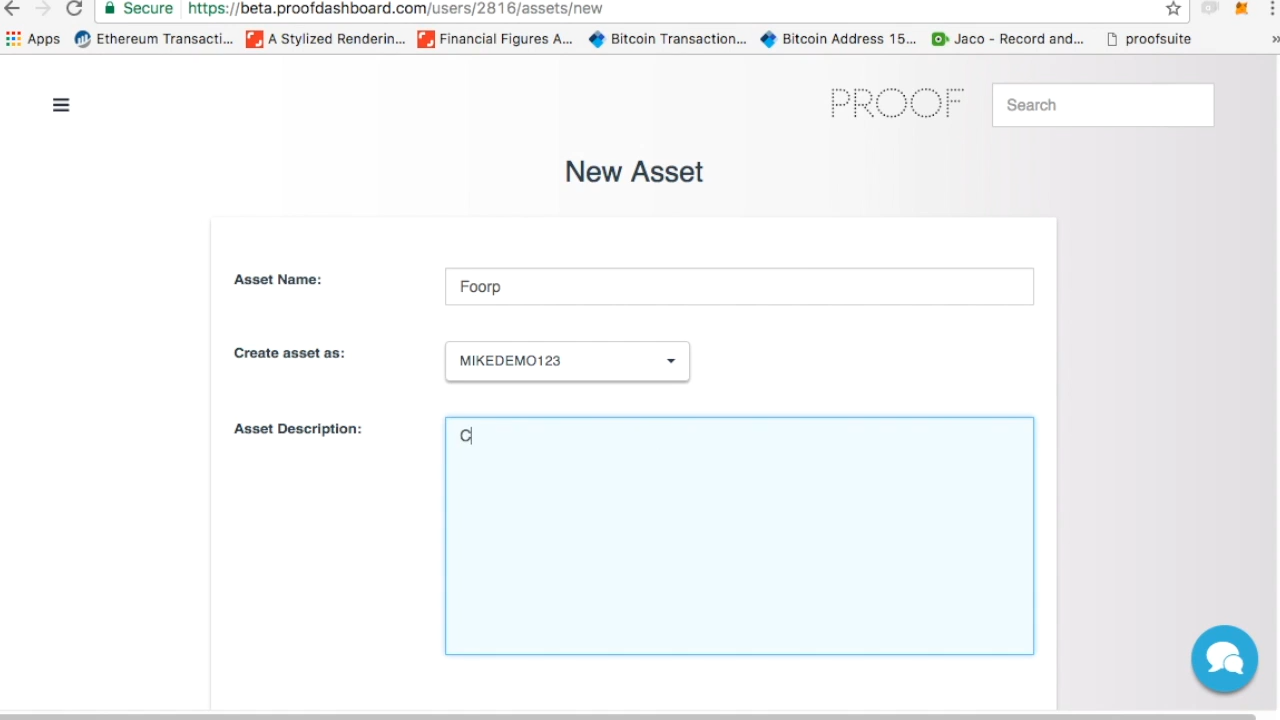 Secure https://beta.proofdashboard.com/users/2816/assets/new
Apps Ethereum Transacti... A Stylized Renderin... Financial Figures A... Bitcoin Transaction... Bitcoin Address 15... Jaco - Record and... proofsuite »
PROOF Search
New Asset
Asset Name: Foorp
Create asset as: MIKEDEMO123
Asset Description: C